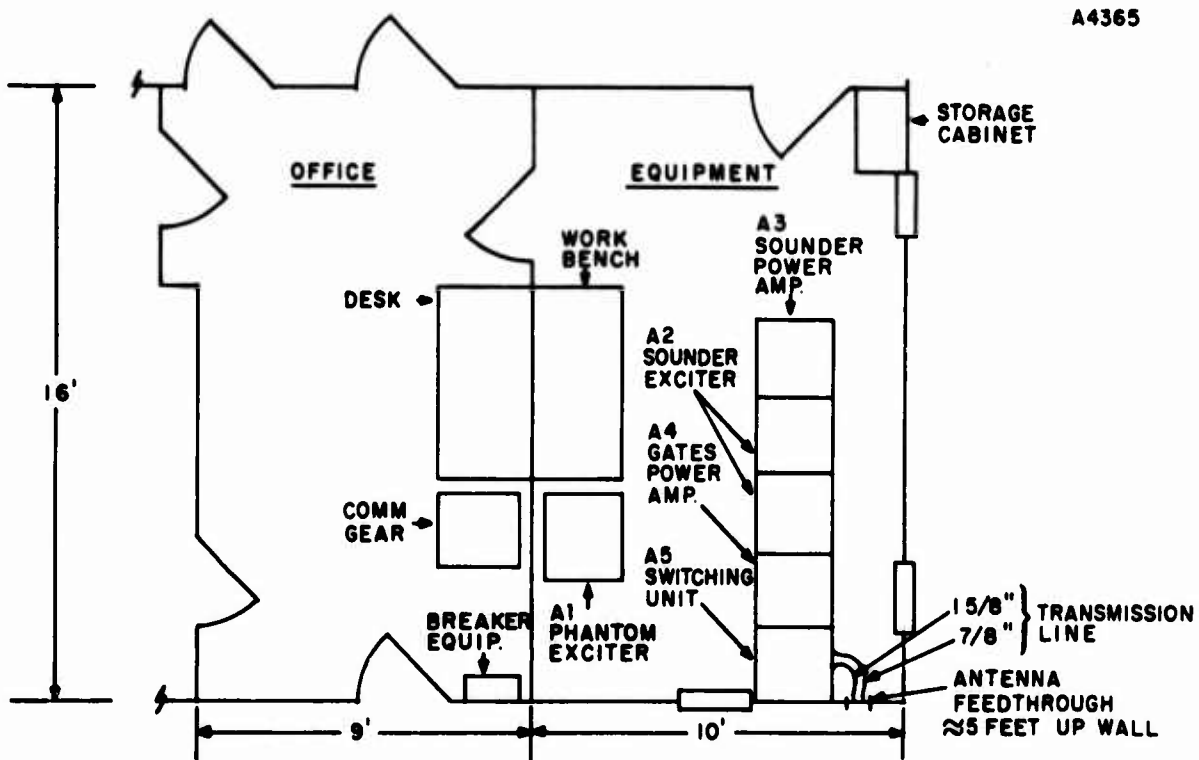 A4365
STORAGE
CABINET
OFFICE
EQUIPMENT
A3
SOUNDER
POWER
AMP.
WORK
BENCH
DESK
A2
SOUNDER
EXCITER
16'
A4
GATES
POWER
AMP.
COMM
GEAR
A5
SWITCHING
UNIT
BREAKER
EQUIP.
A1
PHANTOM
EXCITER
1 5/8"
7/8"
TRANSMISSION
LINE
ANTENNA
FEEDTHROUGH
≈5 FEET UP WALL
9'
10'